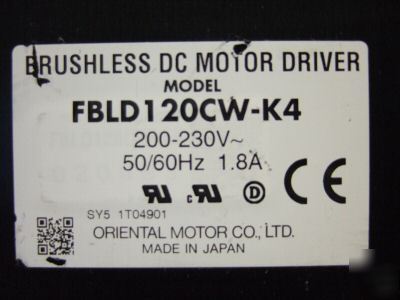 BRUSHLESS DC MOTOR DRIVER
MODEL
FBLD120CW-K4
200-230V~
50/60Hz 1.8A
SY5 1T04901
ORIENTAL MOTOR CO., LTD.
MADE IN JAPAN